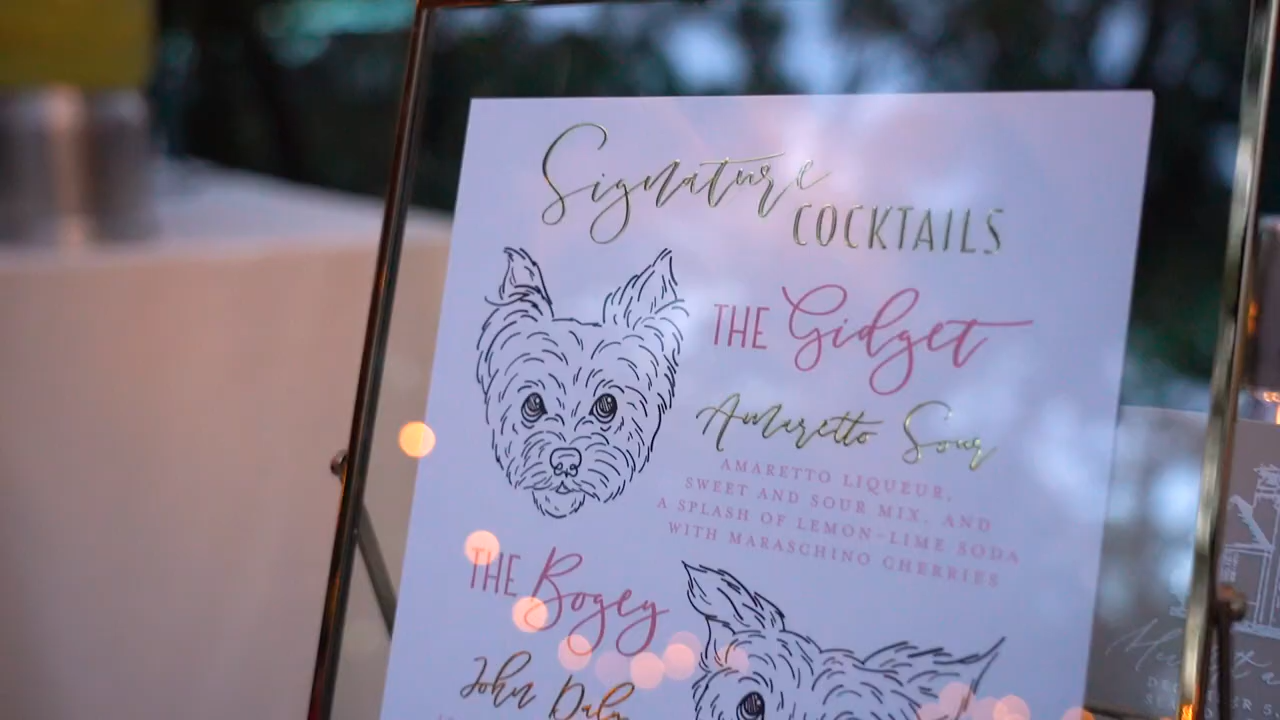 Signature
COCKTAILS
THE Gidget
Amaretto Sour
AMARETTO LIQUEUR,
SWEET AND SOUR MIX, AND
A SPLASH OF LEMON-LIME SODA
WITH MARASCHINO CHERRIES
THE Bogey
John Daly